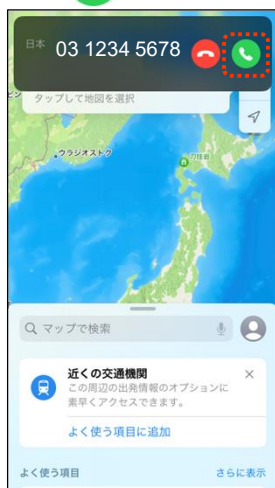 日本 03 1234 5678
タップして地図を選択
ウラジオストク
マップで検索
近くの交通機関
この周辺の出発情報のオプションに
素早くアクセスできます。
よく使う項目に追加
よく使う項目 さらに表示